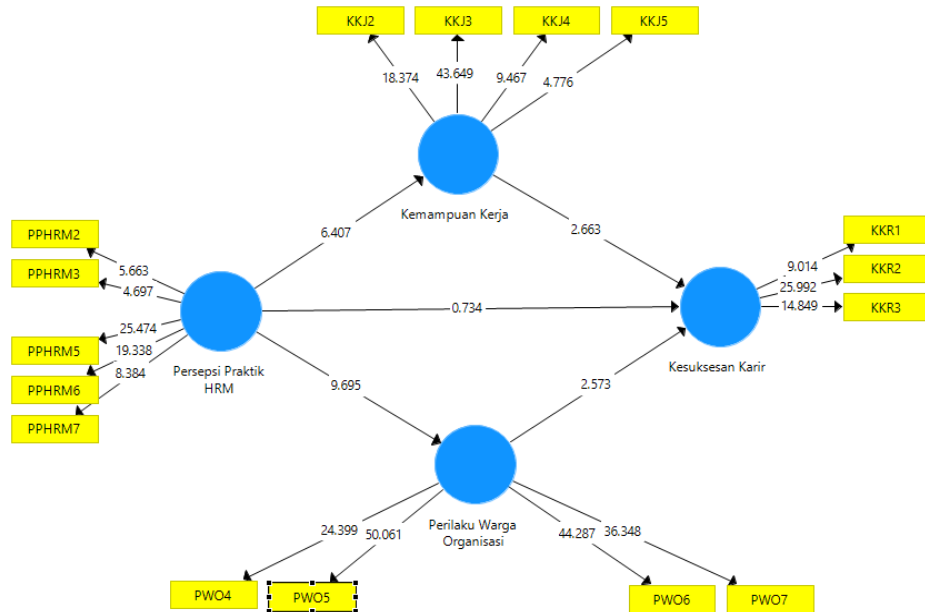 KKJ2
KKJ3
KKJ4
KKJ5
18.374
43.649
9.467
4.776
Kemampuan Kerja
6.407
2.663
PPHRM2
PPHRM3
PPHRM5
PPHRM6
PPHRM7
5.663
4.697
25.474
19.338
8.384
Persepsi Praktik
HRM
0.734
KKR1
KKR2
KKR3
9.014
25.992
14.849
Kesuksesan Karir
9.695
2.573
Perilaku Warga
Organisasi
24.399
50.061
44.287
36.348
PWO4
PWO5
PWO6
PWO7